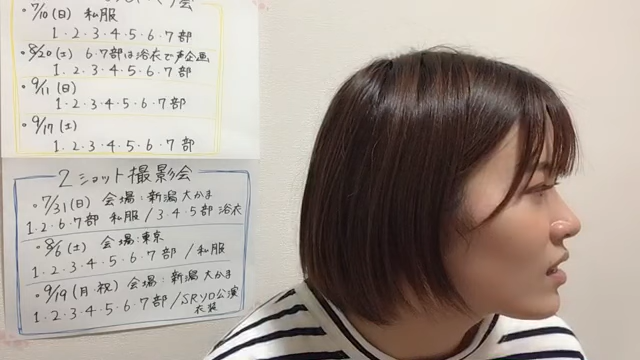 会
・7/10(日) 私服
1・2・3・4・5・6・7部
・8/20(土) 6・7部は浴衣で声企画
1・2・3・4・5・6・7部
・9/11(日)
1・2・3・4・5・6・7部
・9/17(土)
1・2・3・4・5・6・7部
2ショット撮影会
・7/31(日) 会場:新潟 大かま
1・2・6・7部 私服/3・4・5部 浴衣
・8/6(土) 会場:東京
1・2・3・4・5・6・7部/私服
・9/19(月・祝) 会場:新潟 大かま
1・2・3・4・5・6・7部/SRYD公演
衣装